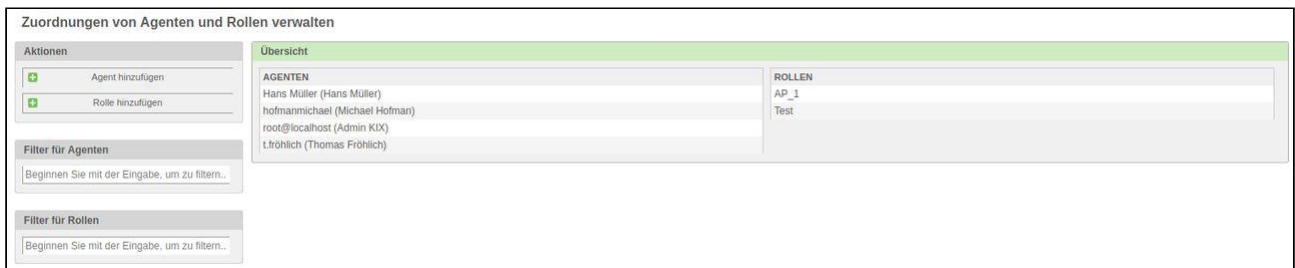 Zuordnungen von Agenten und Rollen verwalten
Aktionen
Agent hinzufügen
Rolle hinzufügen
Filter für Agenten
Beginnen Sie mit der Eingabe, um zu filtern..
Filter für Rollen
Beginnen Sie mit der Eingabe, um zu filtern..
Übersicht
AGENTEN
Hans Müller (Hans Müller)
hofmanmichael (Michael Hofman)
root@localhost (Admin KIX)
t.fröhlich (Thomas Fröhlich)
ROLLEN
AP_1
Test